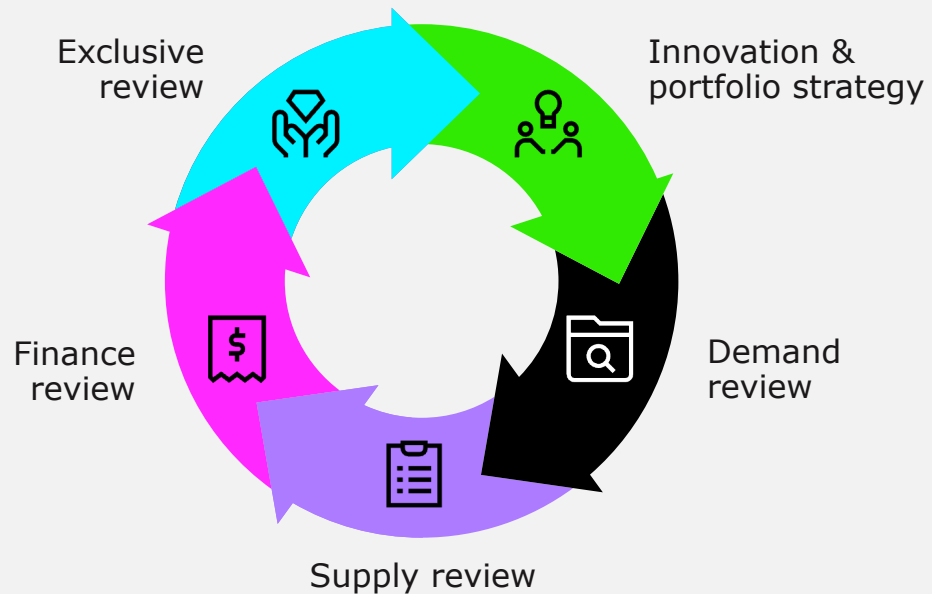 Exclusive
review
Innovation &
portfolio strategy
Finance
review
$
Demand
review
Supply review